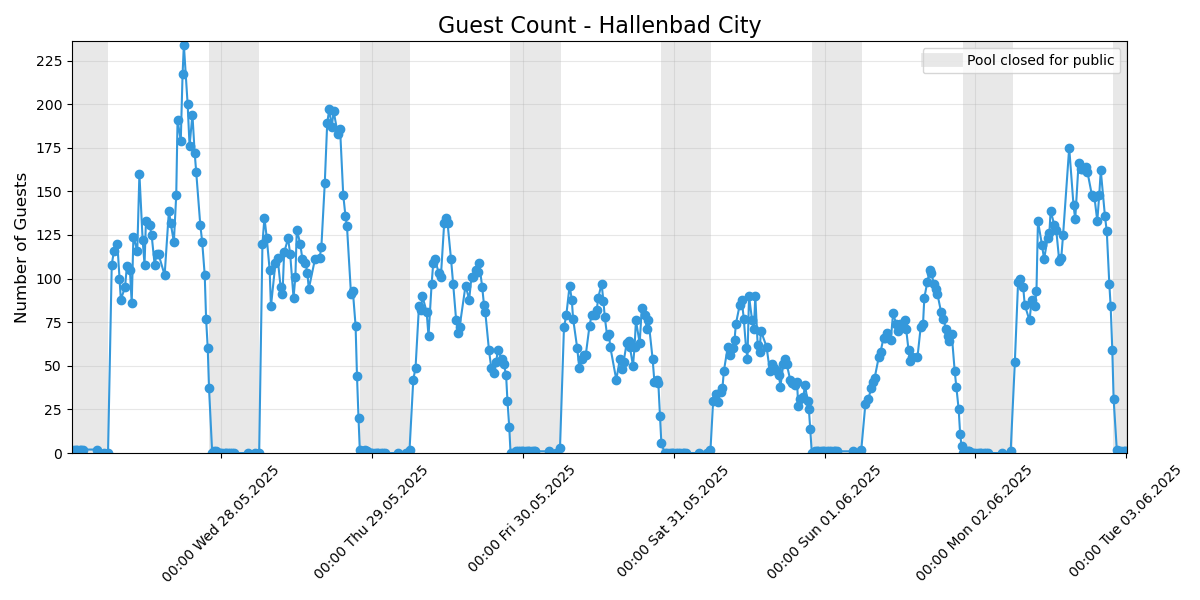 Guest Count - Hallenbad City
Pool closed for public
Number of Guests
225
200
175
150
125
100
75
50
25
0
00:00 Wed 28.05.2025
00:00 Thu 29.05.2025
00:00 Fri 30.05.2025
00:00 Sat 31.05.2025
00:00 Sun 01.06.2025
00:00 Mon 02.06.2025
00:00 Tue 03.06.2025